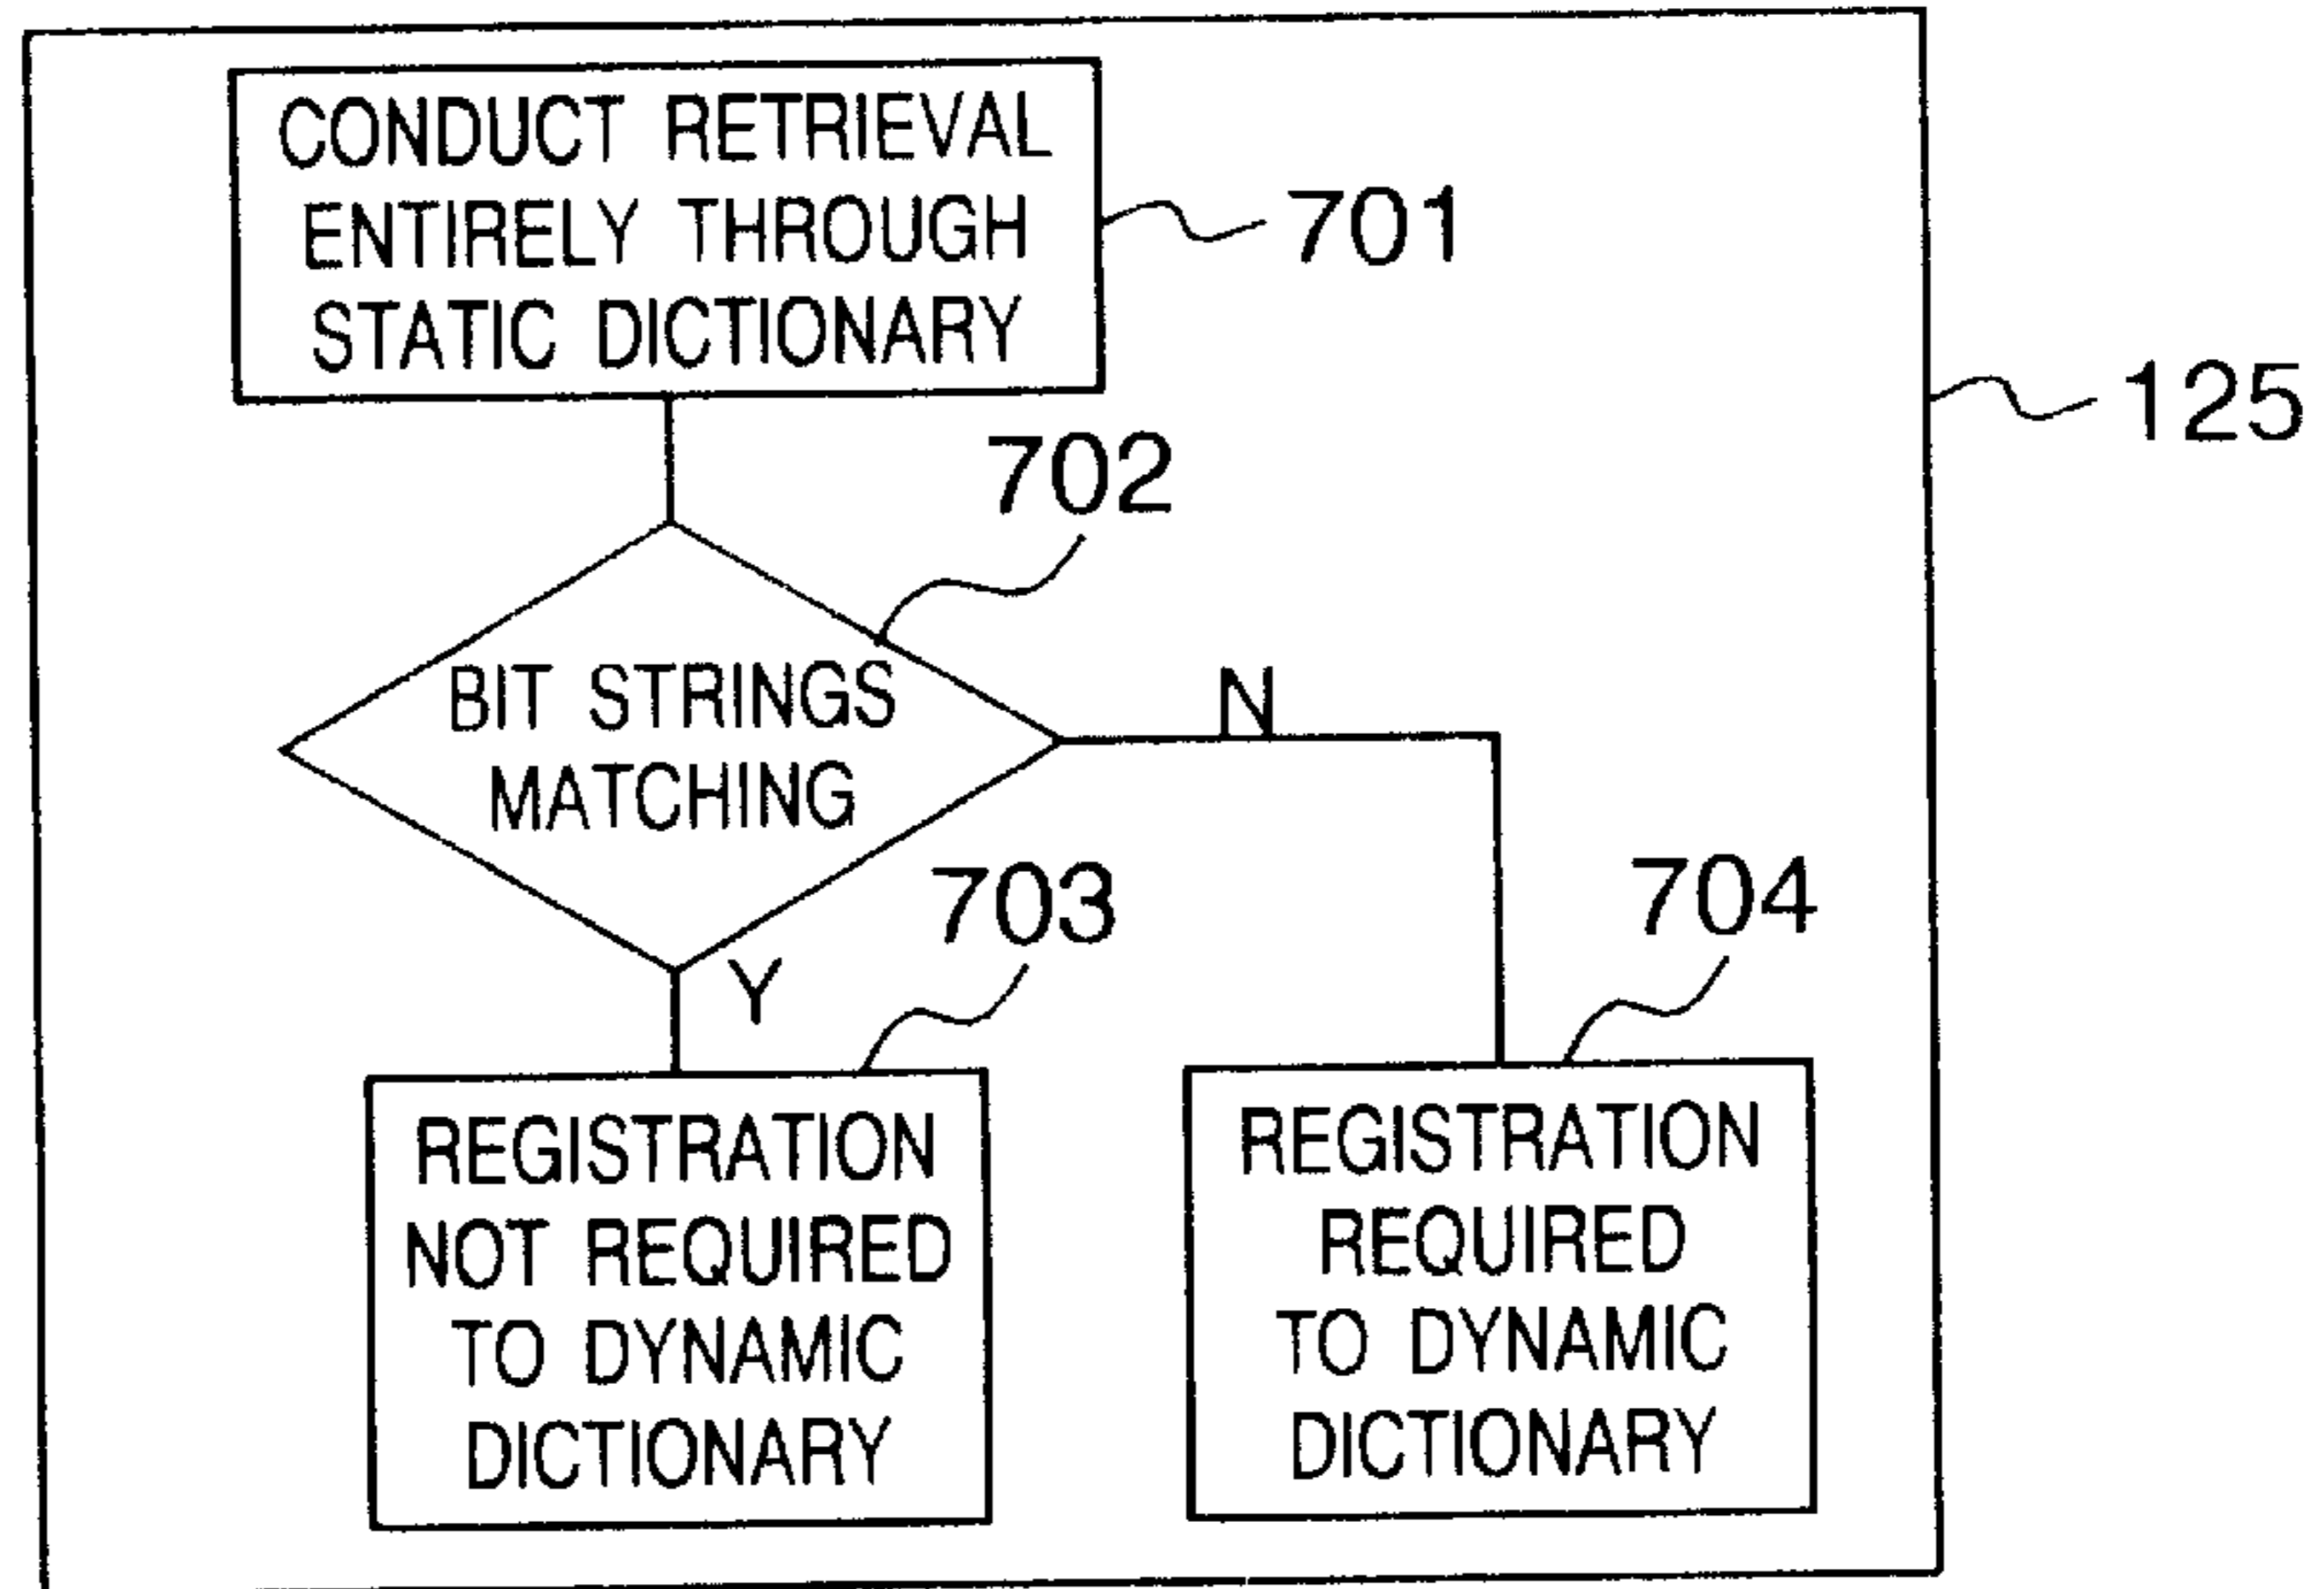 CONDUCT RETRIEVAL
ENTIRELY THROUGH
STATIC DICTIONARY
701
125
702
BIT STRINGS
MATCHING
N
Y
703
704
REGISTRATION
NOT REQUIRED
TO DYNAMIC
DICTIONARY
REGISTRATION
REQUIRED
TO DYNAMIC
DICTIONARY